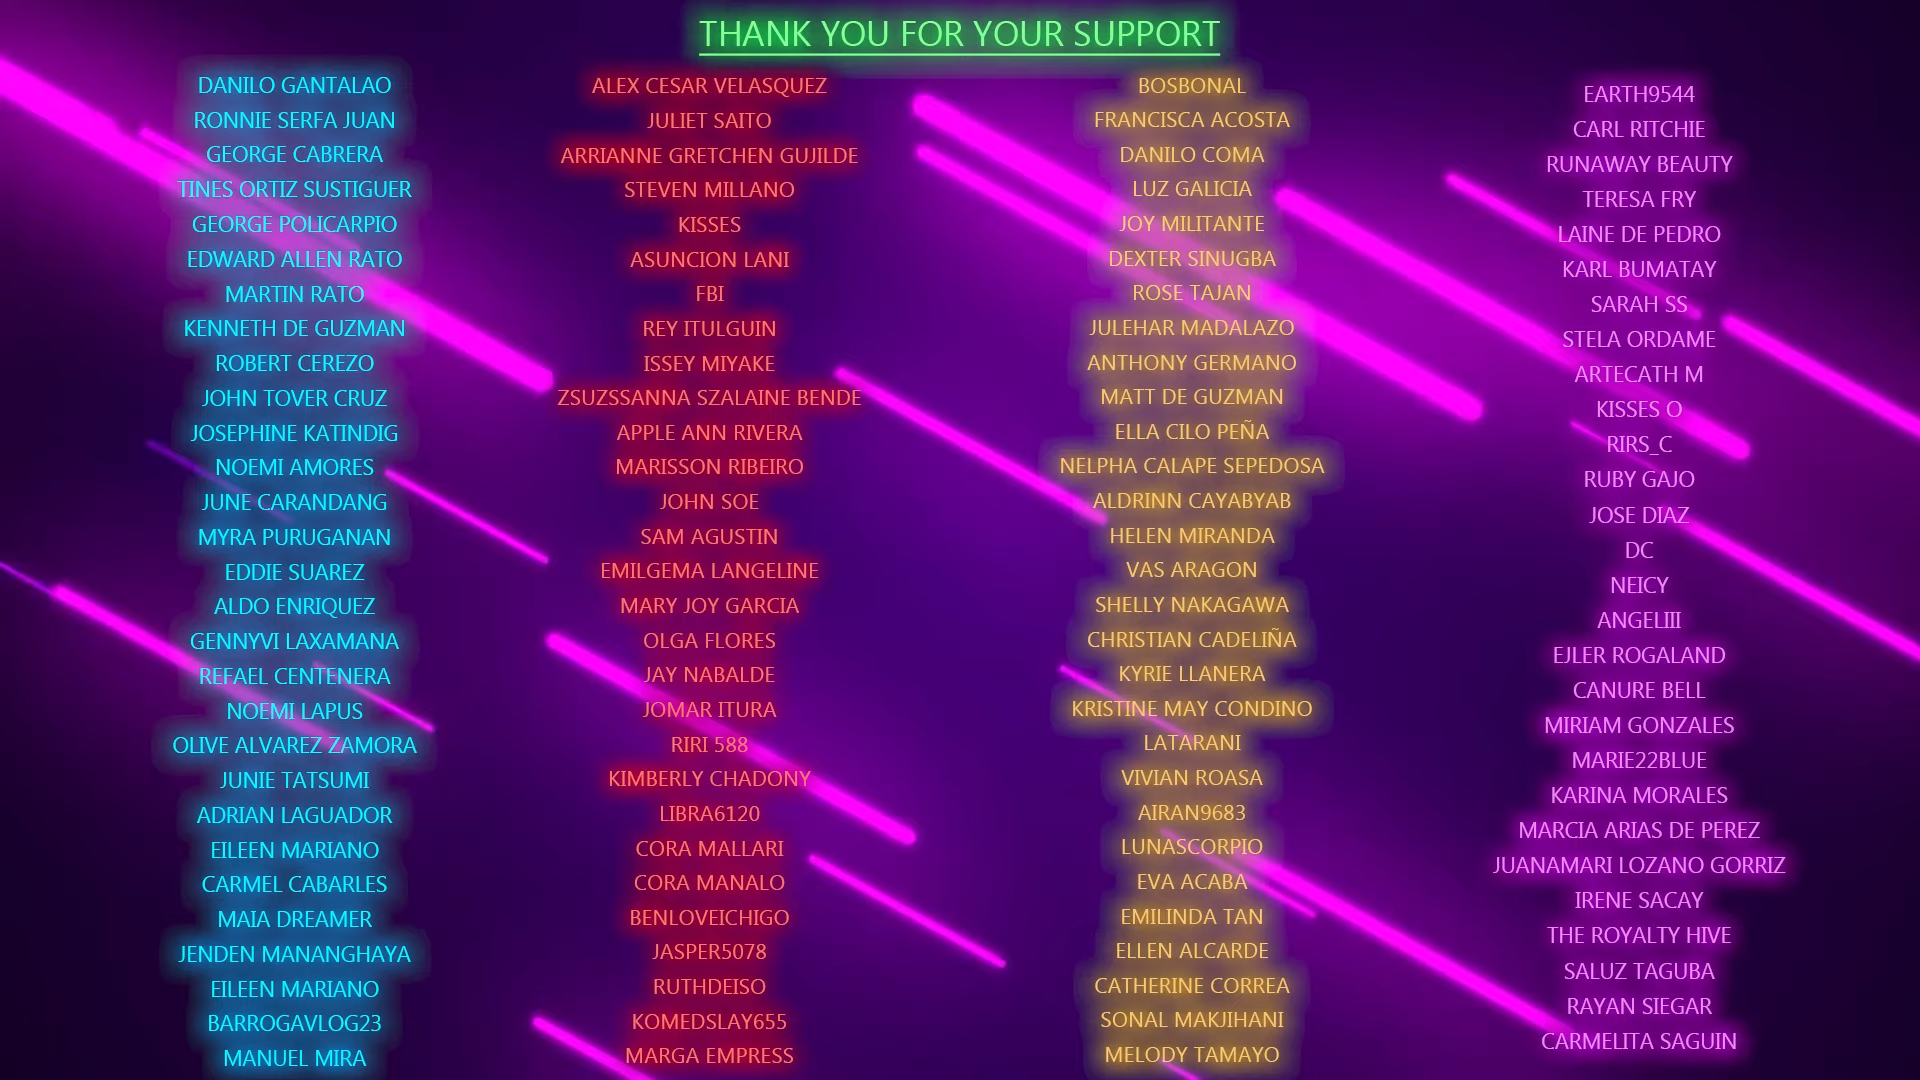 THANK YOU FOR YOUR SUPPORT
DANILO GANTALAO
RONNIE SERFA JUAN
GEORGE CABRERA
TINES ORTIZ SUSTIGUER
GEORGE POLICARPIO
EDWARD ALLEN RATO
MARTIN RATO
KENNETH DE GUZMAN
ROBERT CEREZO
JOHN TOVER CRUZ
JOSEPHINE KATINDIG
NOEMI AMORES
JUNE CARANDANG
MYRA PURUGANAN
EDDIE SUAREZ
ALDO ENRIQUEZ
GENNYVI LAXAMANA
REFAEL CENTENERA
NOEMI LAPUS
OLIVE ALVAREZ ZAMORA
JUNIE TATSUMI
ADRIAN LAGUADOR
EILEEN MARIANO
CARMEL CABARLES
MAIA DREAMER
JENDEN MANANGHAYA
EILEEN MARIANO
BARROGAVLOG23
MANUEL MIRA
ALEX CESAR VELASQUEZ
JULIET SAITO
ARRIANNE GRETCHEN GUJILDE
STEVEN MILLANO
KISSES
ASUNCION LANI
FBI
REY ITULGUIN
ISSEY MIYAKE
ZSUZSSANNA SZALAINE BENDE
APPLE ANN RIVERA
MARISSON RIBEIRO
JOHN SOE
SAM AGUSTIN
EMILGEMA LANGELINE
MARY JOY GARCIA
OLGA FLORES
JAY NABALDE
JOMAR ITURA
RIRI 588
KIMBERLY CHADONY
LIBRA6120
CORA MALLARI
CORA MANALO
BENLOVEICHIGO
JASPER5078
RUTHDEISO
KOMEDSLAY655
MARGA EMPRESS
BOSBONAL
FRANCISCA ACOSTA
DANILO COMA
LUZ GALICIA
JOY MILITANTE
DEXTER SINUGBA
ROSE TAJAN
JULEHAR MADALAZO
ANTHONY GERMANO
MATT DE GUZMAN
ELLA CILO PEÑA
NELPHA CALAPE SEPEDOSA
ALDRINN CAYABYAB
HELEN MIRANDA
VAS ARAGON
SHELLY NAKAGAWA
CHRISTIAN CADELIÑA
KYRIE LLANERA
KRISTINE MAY CONDINO
LATARANI
VIVIAN ROASA
AIRAN9683
LUNASCORPIO
EVA ACABA
EMILINDA TAN
ELLEN ALCARDE
CATHERINE CORREA
SONAL MAKJIHANI
MELODY TAMAYO
EARTH9544
CARL RITCHIE
RUNAWAY BEAUTY
TERESA FRY
LAINE DE PEDRO
KARL BUMATAY
SARAH SS
STELA ORDAME
ARTECATH M
KISSES O
RIRS_C
RUBY GAJO
JOSE DIAZ
DC
NEICY
ANGELIII
EJLER ROGALAND
CANURE BELL
MIRIAM GONZALES
MARIE22BLUE
KARINA MORALES
MARCIA ARIAS DE PEREZ
JUANAMARI LOZANO GORRIZ
IRENE SACAY
THE ROYALTY HIVE
SALUZ TAGUBA
RAYAN SIEGAR
CARMELITA SAGUIN